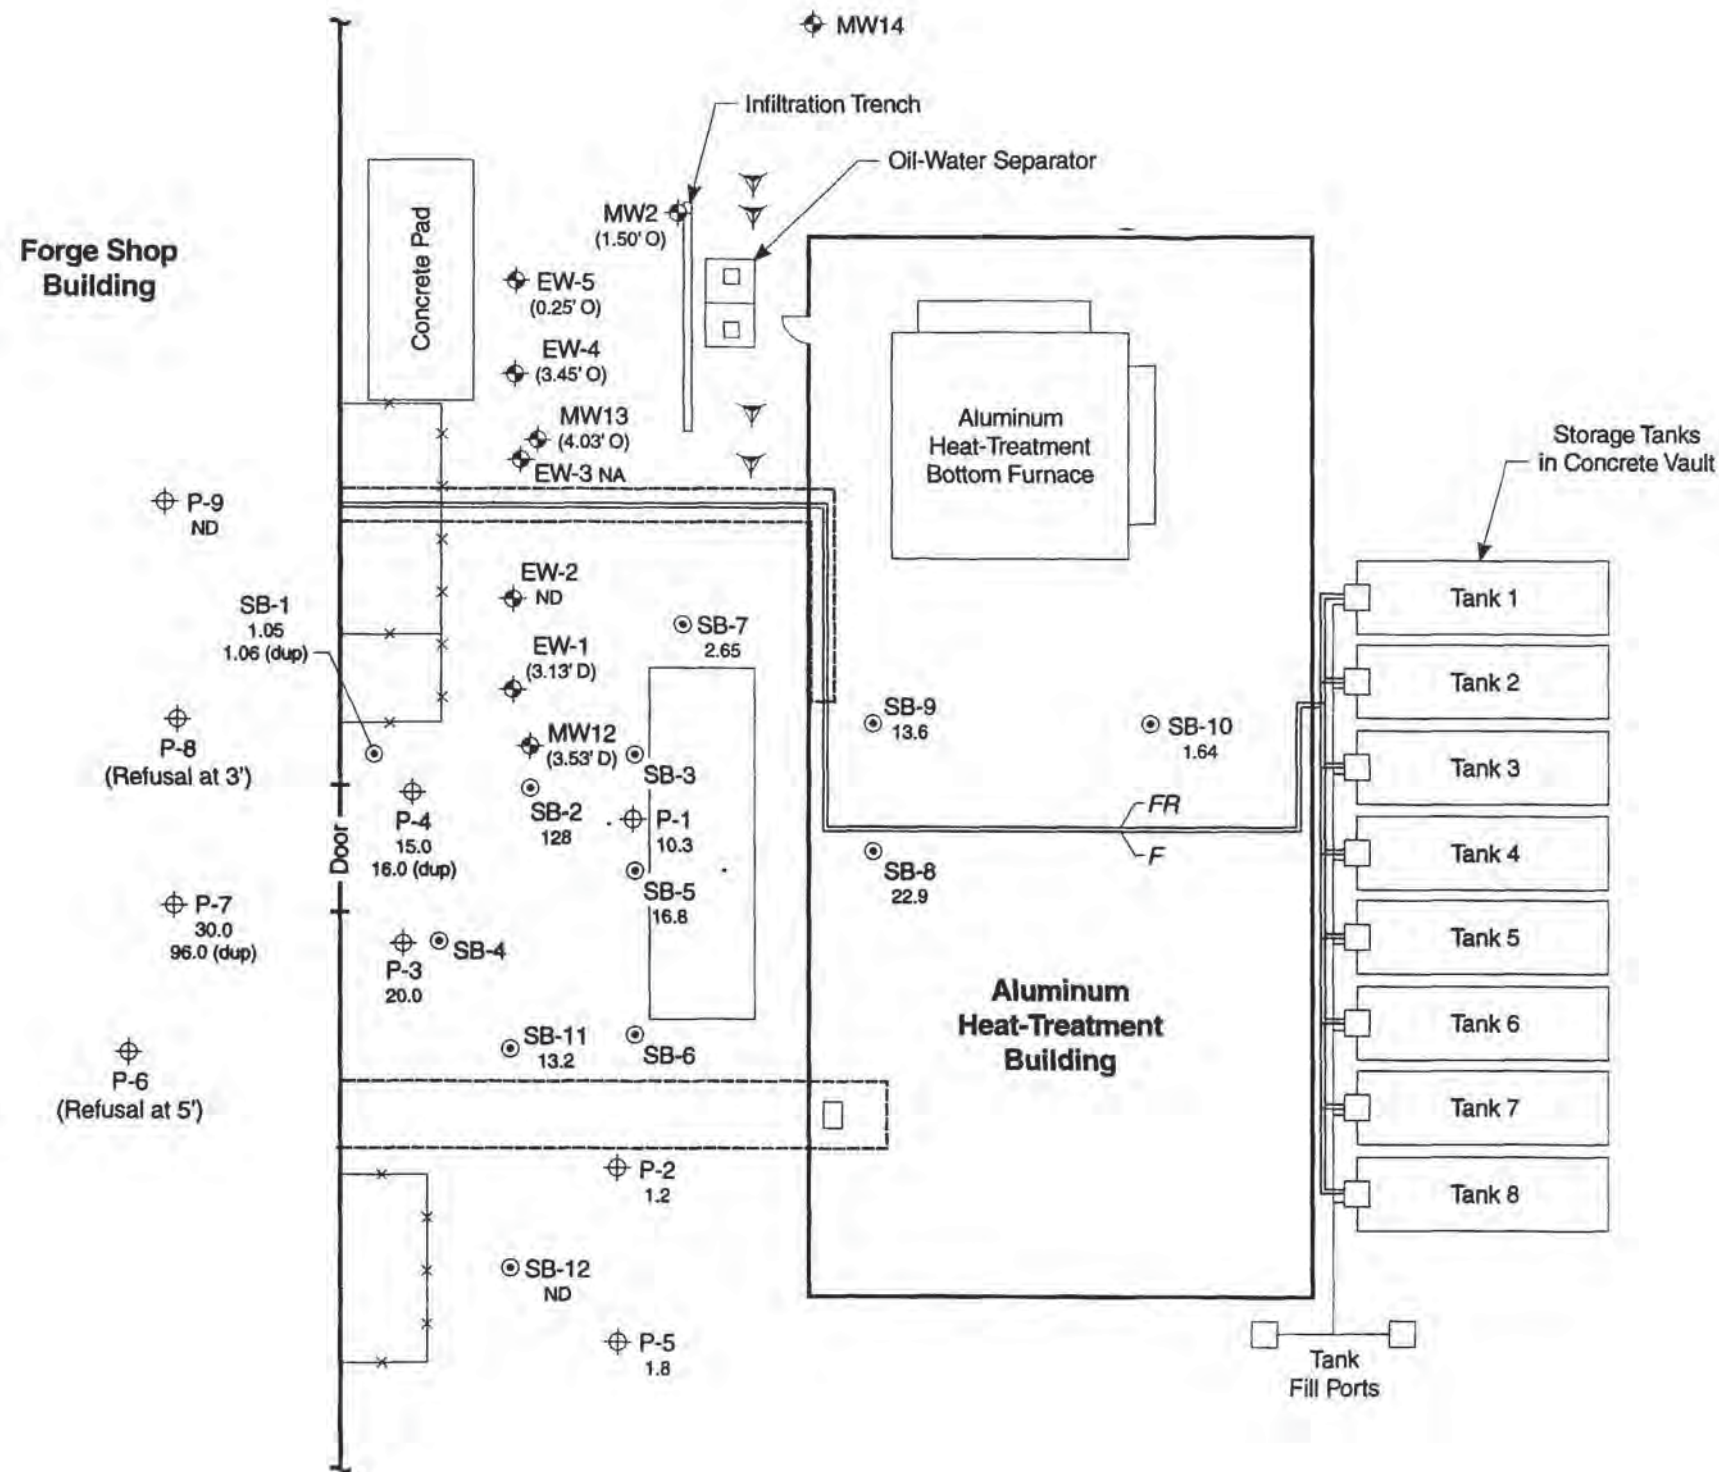 MW14
Infiltration Trench
Oil-Water Separator
MW2
(1.50' O)
Forge Shop
Building
Concrete Pad
EW-5
(0.25' O)
EW-4
(3.45' O)
MW13
(4.03' O)
EW-3 NA
Aluminum
Heat-Treatment
Bottom Furnace
Storage Tanks
in Concrete Vault
P-9
ND
EW-2
ND
SB-1
1.05
1.06 (dup)
SB-7
2.65
EW-1
(3.13' D)
Tank 1
Tank 2
Tank 3
Tank 4
Tank 5
Tank 6
Tank 7
Tank 8
P-8
(Refusal at 3')
MW12
(3.53' D)
SB-3
SB-9
13.6
SB-10
1.64
SB-2
128
P-1
10.3
P-4
15.0
16.0 (dup)
Door
FR
F
SB-8
22.9
SB-5
16.8
P-7
30.0
96.0 (dup)
SB-4
P-3
20.0
Aluminum
Heat-Treatment
Building
SB-11
13.2
SB-6
P-6
(Refusal at 5')
P-2
1.2
SB-12
ND
P-5
1.8
Tank
Fill Ports